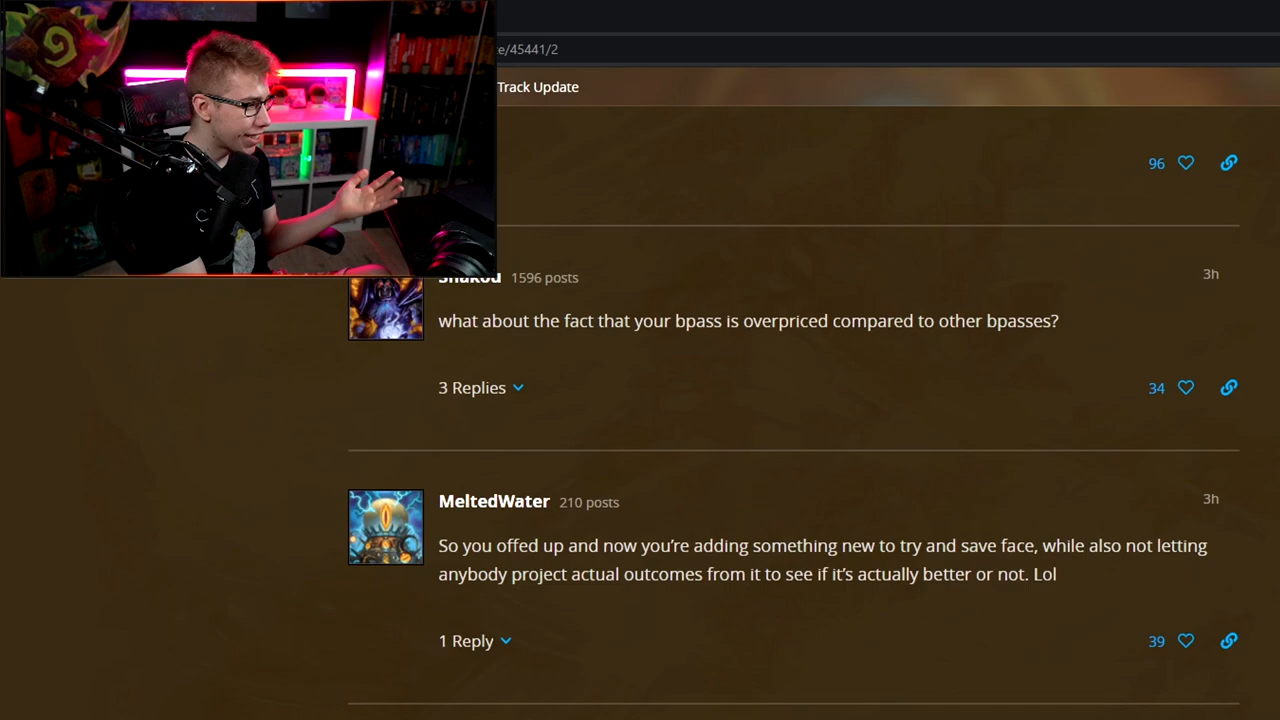 e/45441/2
Track Update
96
Shakou 1596 posts
3h
what about the fact that your bpass is overpriced compared to other bpasses?
3 Replies
34
MeltedWater 210 posts
3h
So you offed up and now you're adding something new to try and save face, while also not letting
anybody project actual outcomes from it to see if it's actually better or not. Lol
1 Reply
39